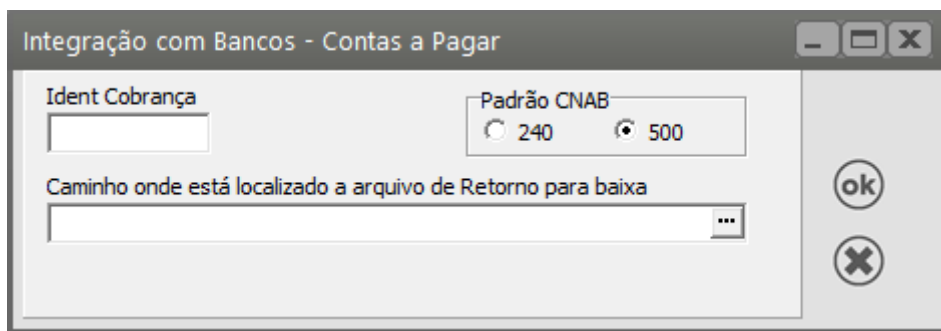 Integração com Bancos - Contas a Pagar
Ident Cobrança
Padrão CNAB
240 500
Caminho onde está localizado a arquivo de Retorno para baixa
...
ok